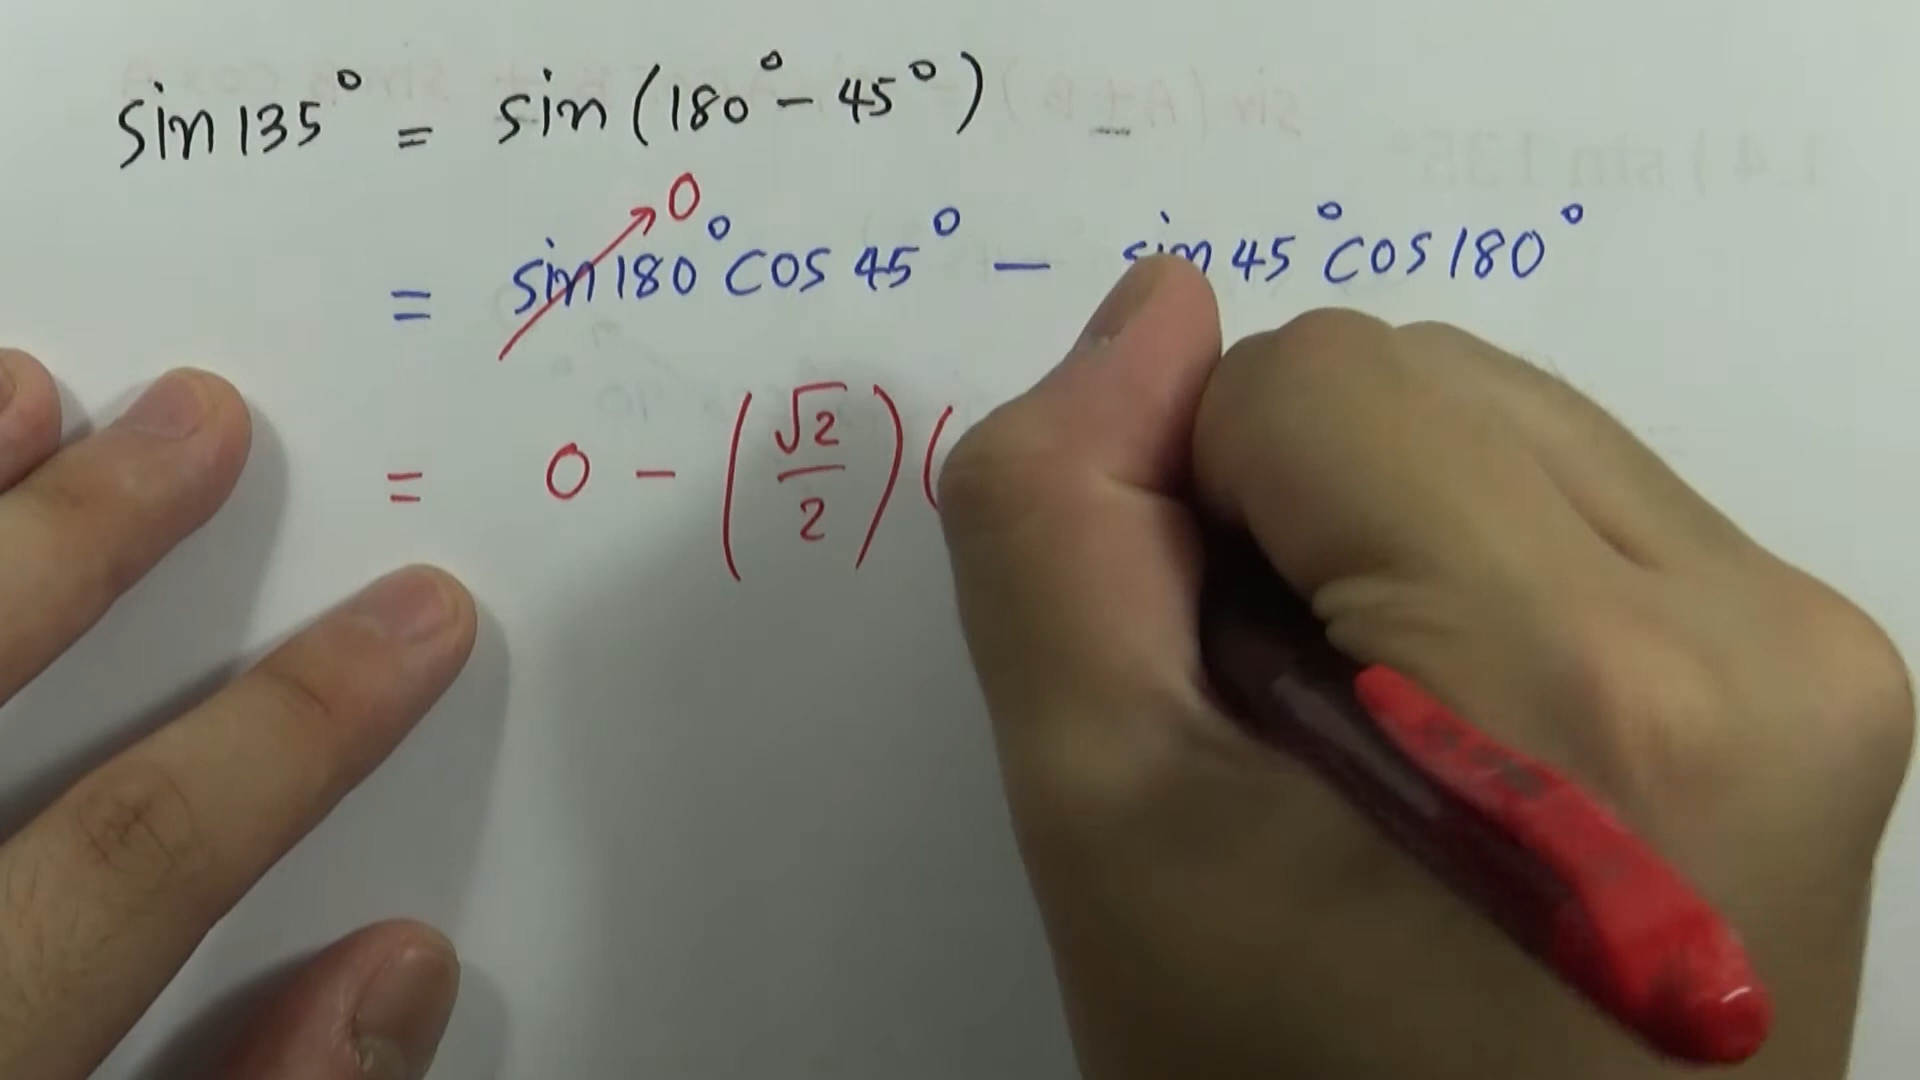 sin 135° = sin (180° - 45°)
= sin 180° cos 45° - sin 45° cos 180°
0
= 0 - (√2/2)(